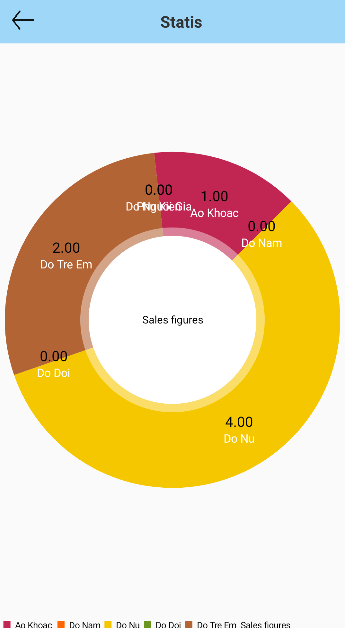 Statis
0.00
1.00
Ao Khoac
0.00
Do Nam
2.00
Do Tre Em
Sales figures
0.00
Do Doi
4.00
Do Nu
Ao Khoac Do Nam Do Nu Do Doi Do Tre Em Sales figures